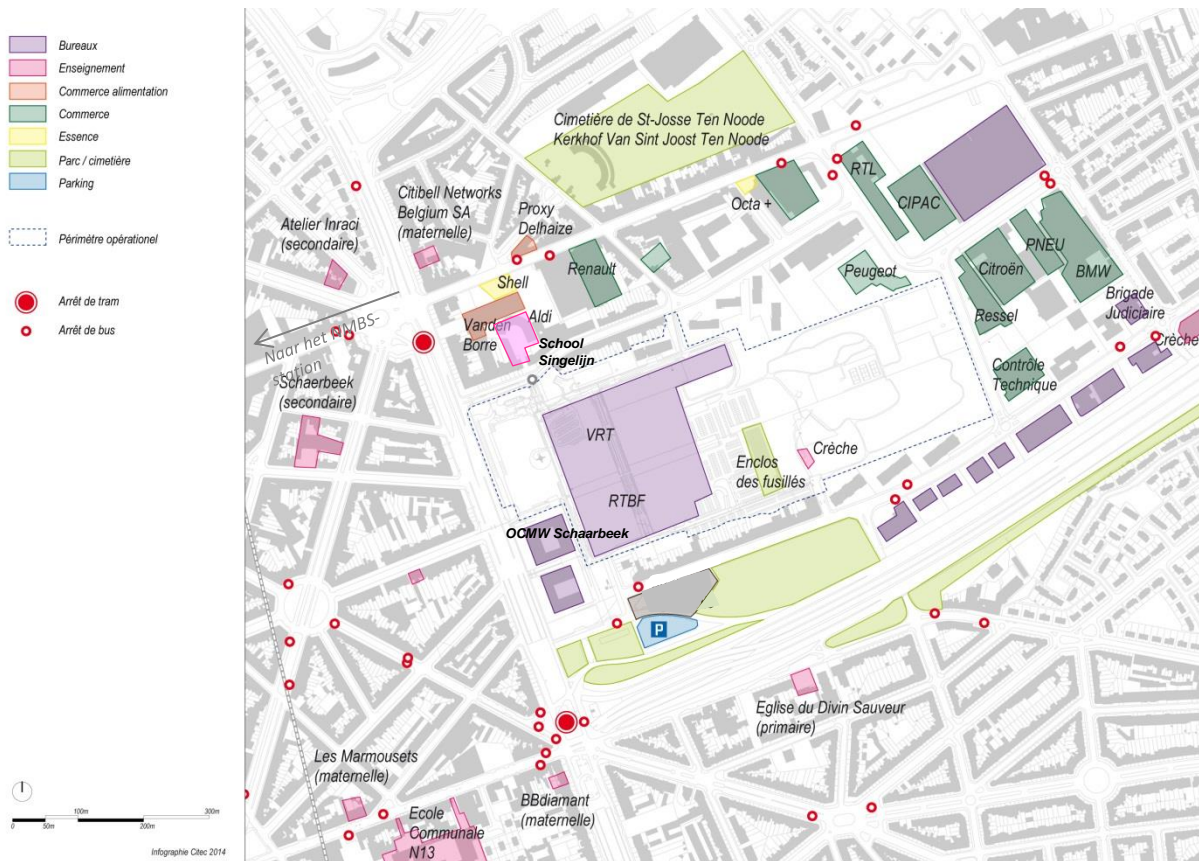 Bureaux
Enseignement
Commerce alimentation
Commerce
Essence
Parc / cimetière
Parking
Périmètre opérationel
Arrêt de tram
Arrêt de bus
Cimetière de St-Josse Ten Noode
Kerkhof Van Sint Joost Ten Noode
Citibell Networks
Belgium SA
(maternelle)
Atelier Inraci
(secondaire)
Proxy
Delhaize
Octa +
RTL
CIPAC
Renault
Shell
Peugeot
Citroën
PNEU
BMW
Ressel
Brigade
Judiciaire
Crèche
Contrôle
Technique
Naar het NMBS-
station
Vanden
Borre
Aldi
School
Singelijn
Schaerbeek
(secondaire)
VRT
RTBF
Enclos
des fusillés
Crèche
OCMW Schaarbeek
P
Eglise du Divin Sauveur
(primaire)
Les Marmousets
(maternelle)
BBdiamant
(maternelle)
Ecole
Communale
N13
0
50m
100m
200m
300m
Infographie Citec 2014